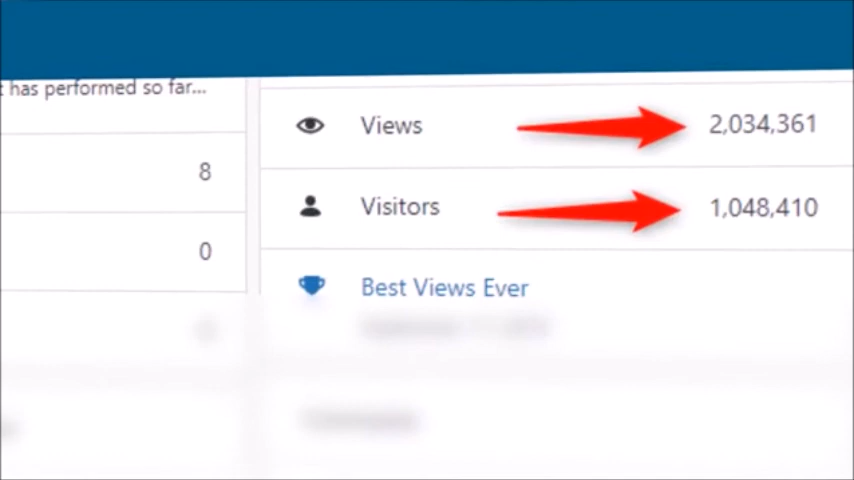 t has performed so far...
8
0
Views 2,034,361
Visitors 1,048,410
Best Views Ever